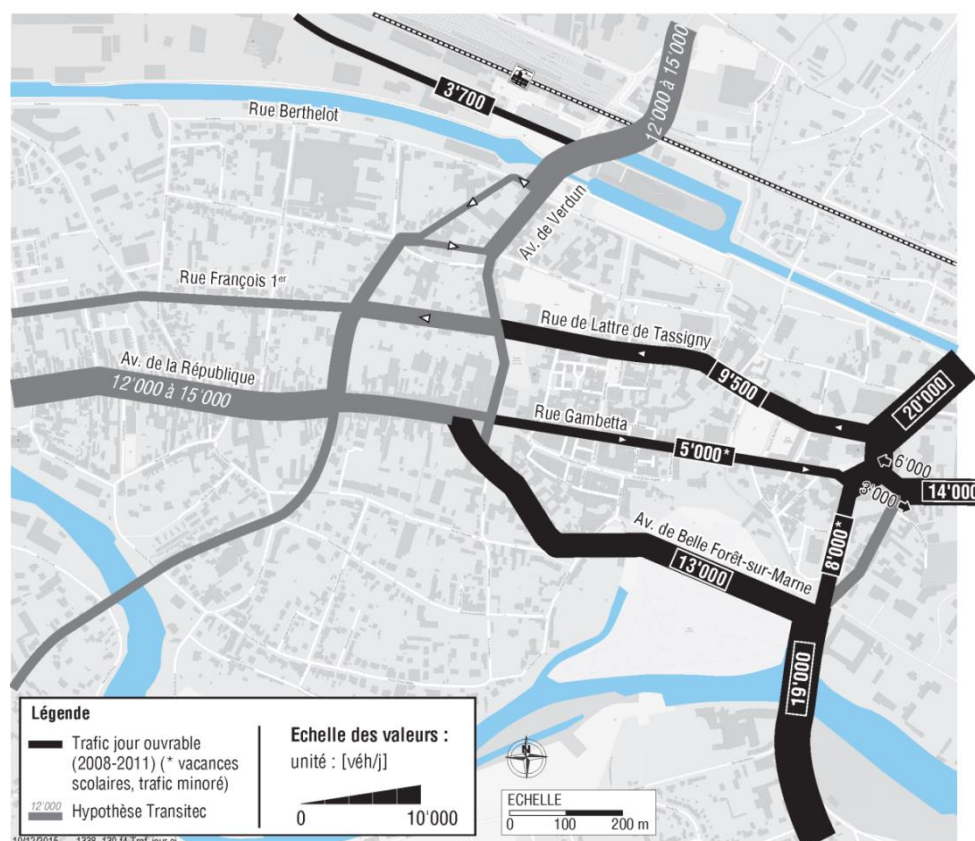 12'000 à 15'000
3'700
Rue Berthelot
Av. de Verdun
Rue François 1er
Rue de Lattre de Tassigny
Av. de la République
12'000 à 15'000
9'500
20'000
Rue Gambetta
5'000*
6'000
3'000
14'000
8'000*
Av. de Belle Forêt-sur-Marne
13'000
19'000
Légende
Trafic jour ouvrable
(2008-2011) (* vacances
scolaires, trafic minoré)
12'000
Hypothèse Transitec
Echelle des valeurs :
unité : [véh/j]
0 10'000
ECHELLE
0 100 200 m